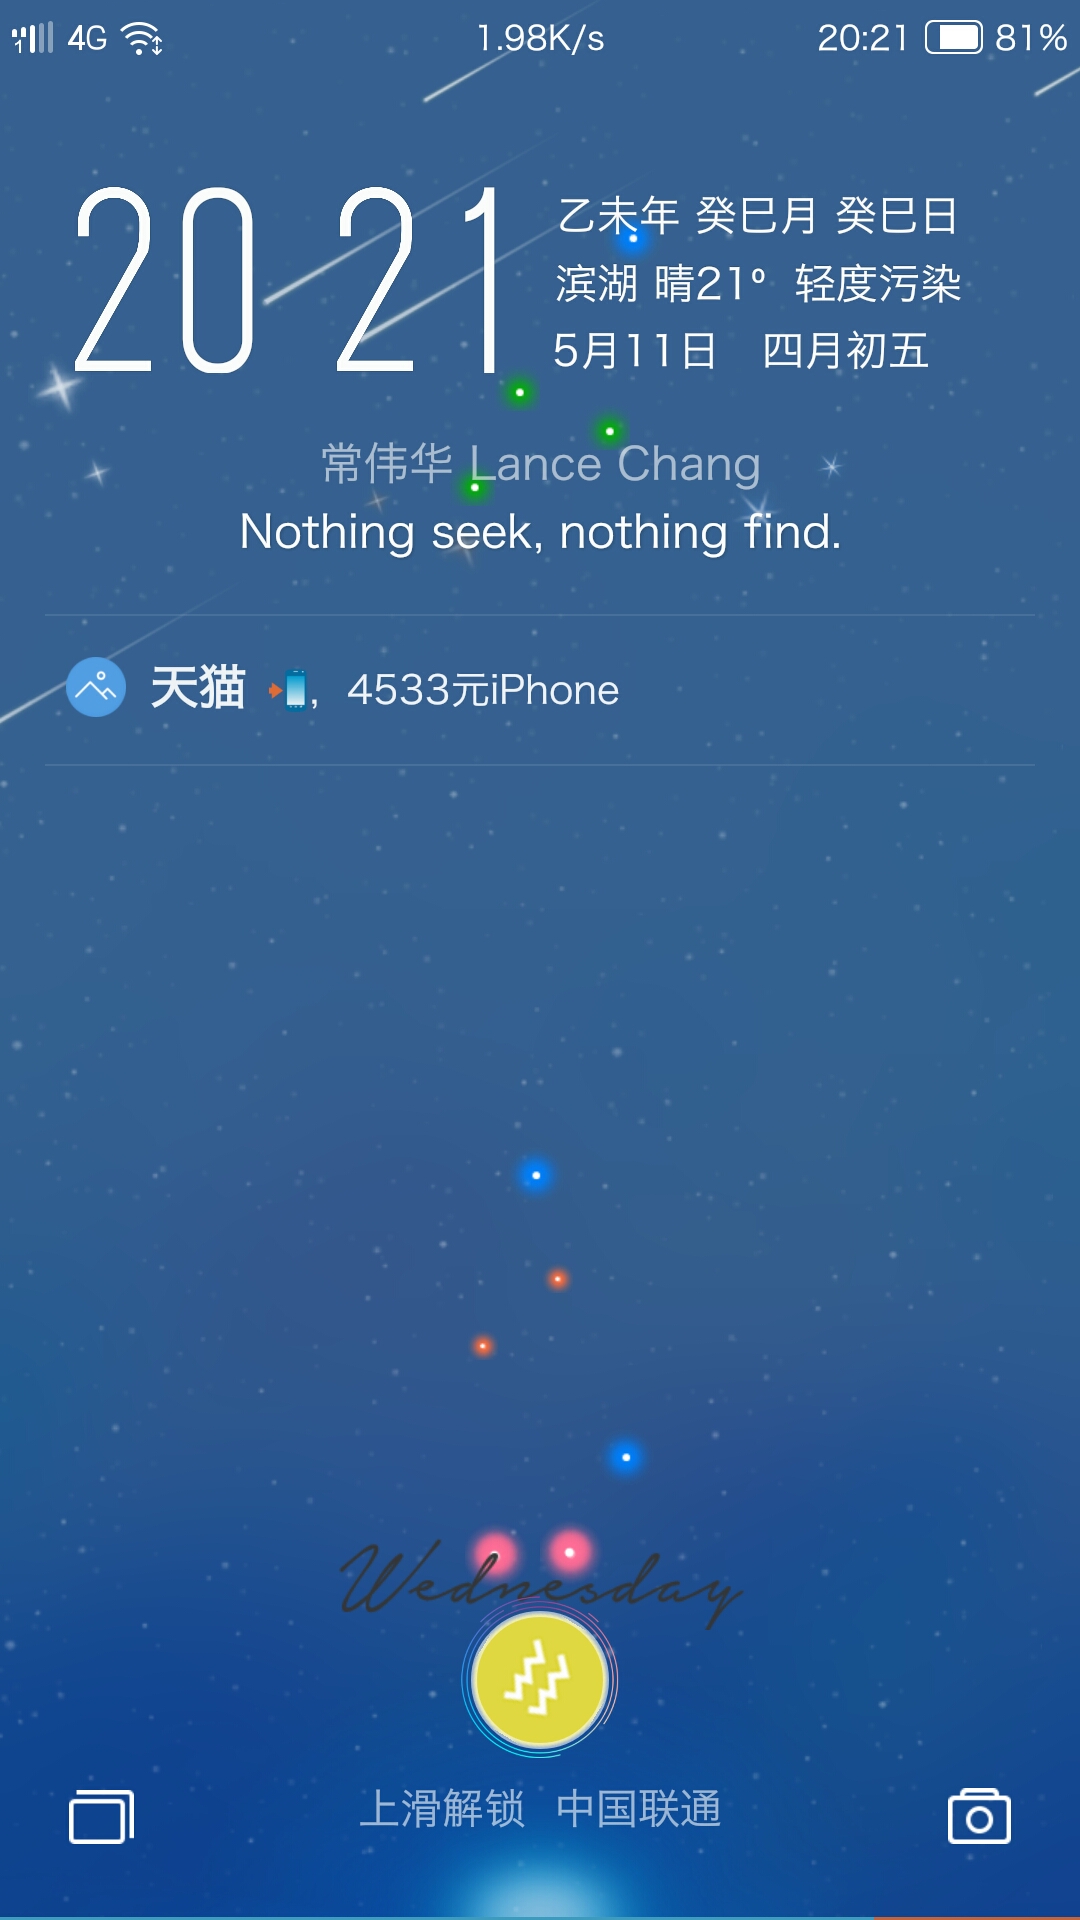 1 4G 1.98K/s 20:21 81%
20 21
乙未年 癸巳月 癸巳日
滨湖 晴21° 轻度污染
5月11日 四月初五
常伟华 Lance Chang
Nothing seek, nothing find.
天猫 📲, 4533元iPhone
Wednesday
上滑解锁 中国联通